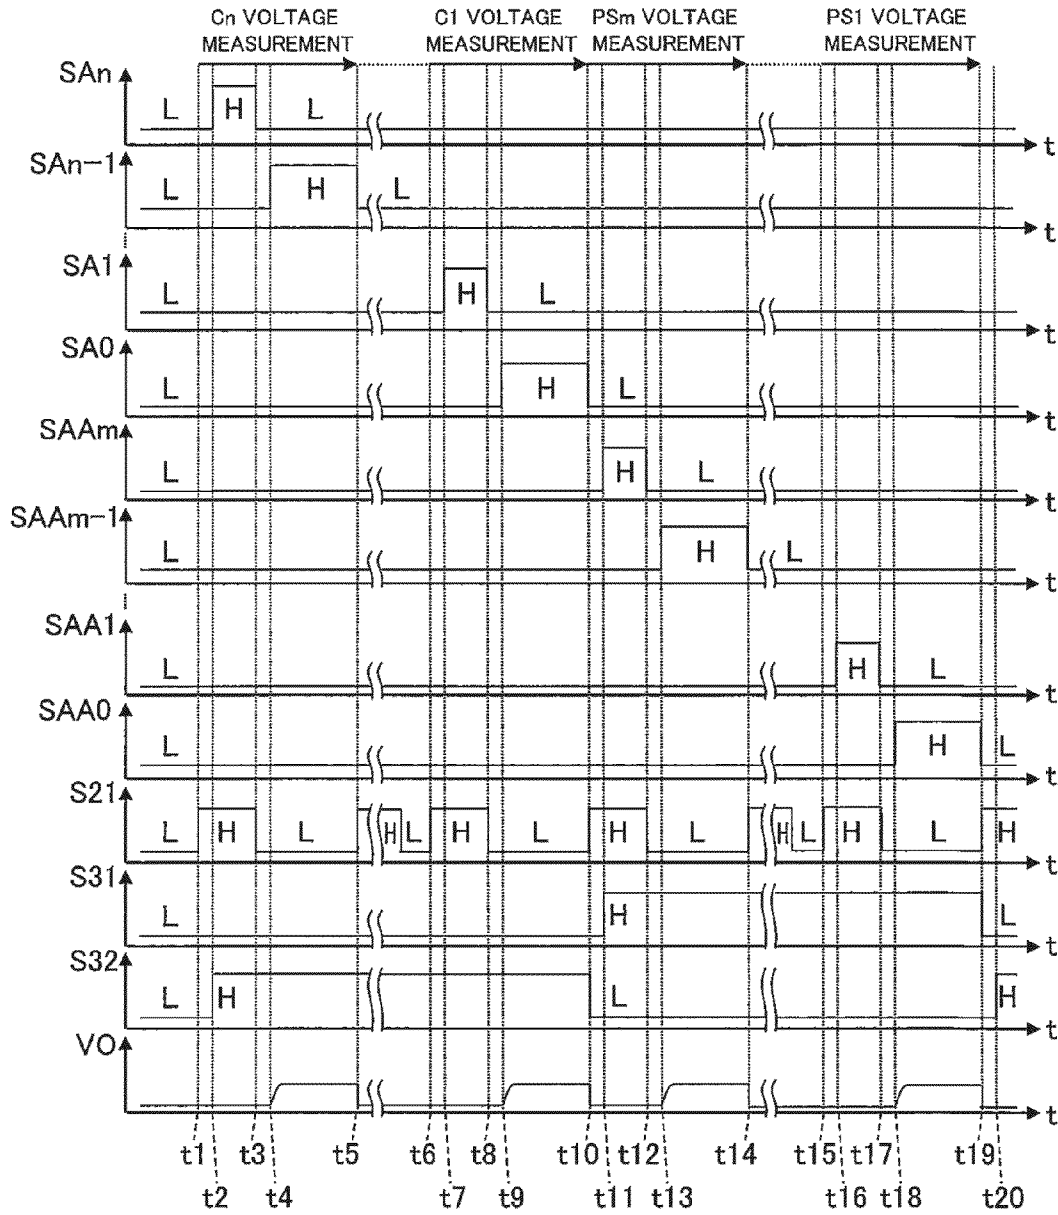 Cn VOLTAGE MEASUREMENT
C1 VOLTAGE MEASUREMENT
PSm VOLTAGE MEASUREMENT
PS1 VOLTAGE MEASUREMENT
SAn L H L t
SAn-1 L H L t
SA1 L H L t
SA0 L H L t
SAAm L H L t
SAAm-1 L H L t
SAA1 L H L t
SAA0 L H L t
S21 L H L H L H L H L H L H L H t
S31 L H L t
S32 L H L H t
VO t
t1 t3 t5 t6 t8 t10 t12 t14 t15 t17 t19
t2 t4 t7 t9 t11 t13 t16 t18 t20